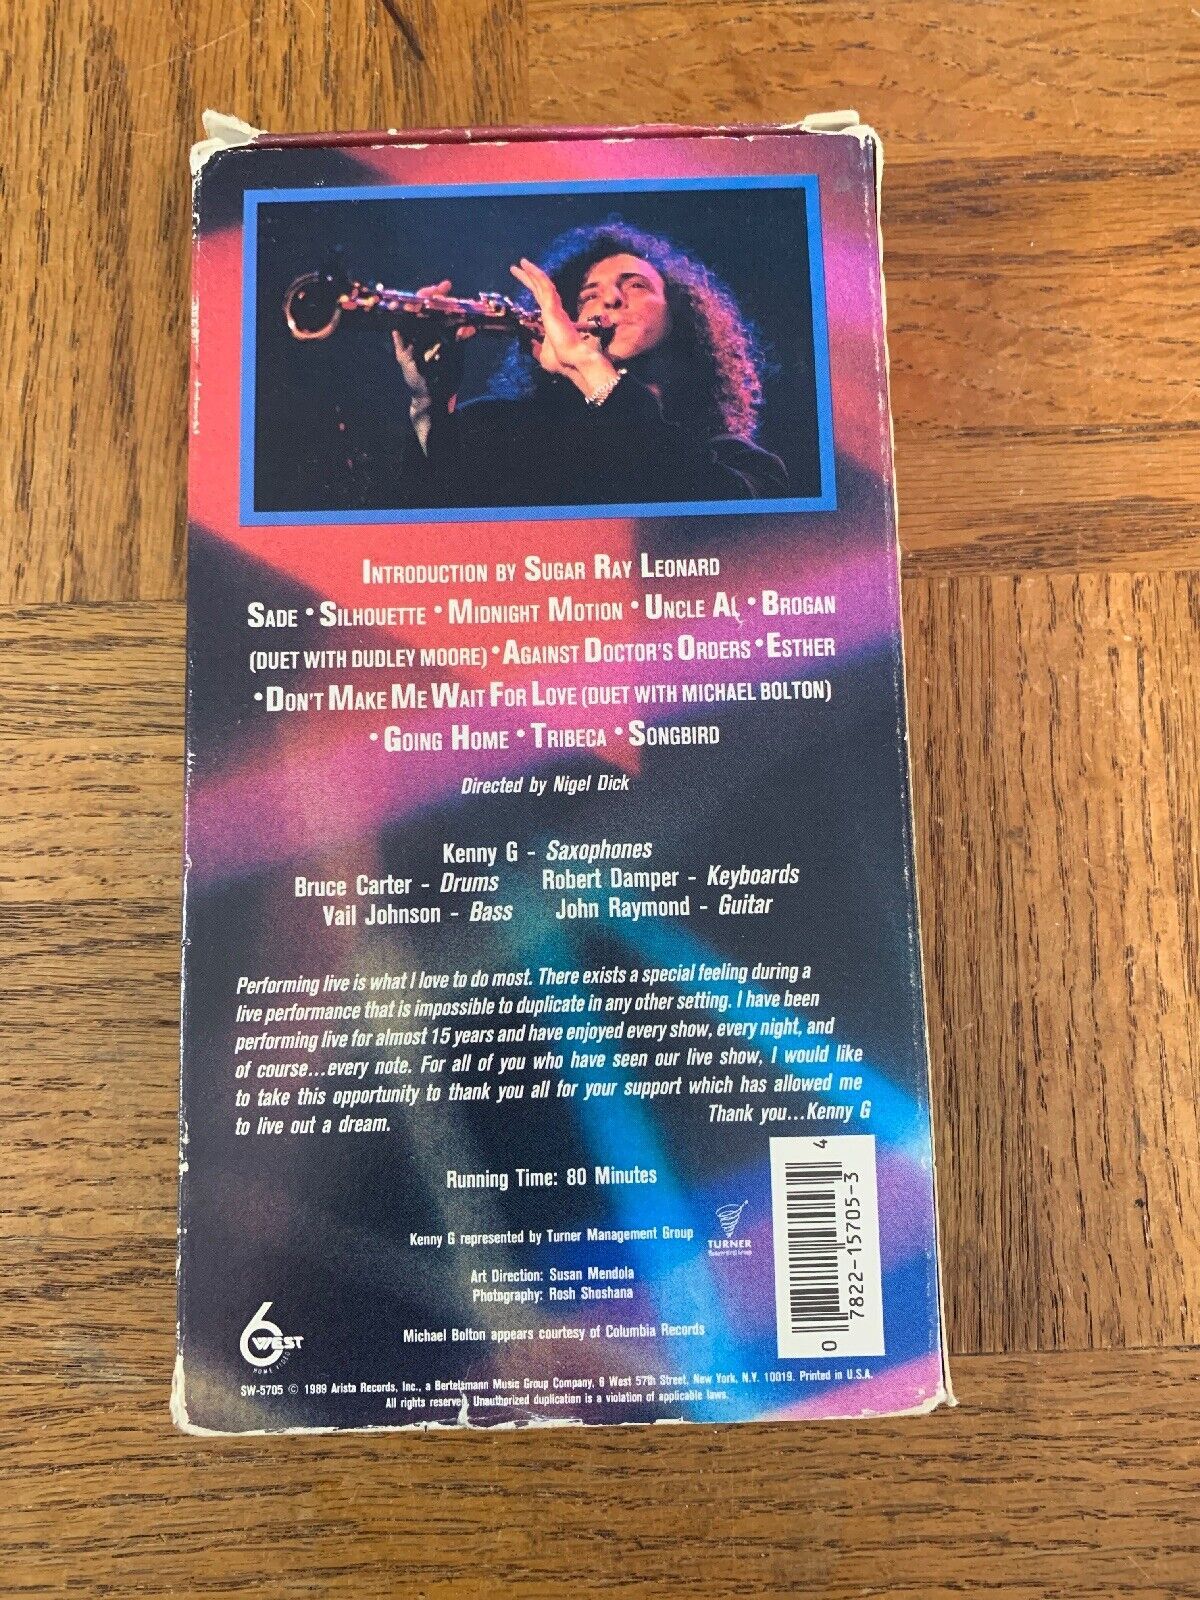 INTRODUCTION BY SUGAR RAY LEONARD
SADE • SILHOUETTE • MIDNIGHT MOTION • UNCLE AL • BROGAN
(DUET WITH DUDLEY MOORE) • AGAINST DOCTOR'S ORDERS • ESTHER
• DON'T MAKE ME WAIT FOR LOVE (DUET WITH MICHAEL BOLTON)
• GOING HOME • TRIBECA • SONGBIRD
Directed by Nigel Dick
Kenny G - Saxophones
Bruce Carter - Drums Robert Damper - Keyboards
Vail Johnson - Bass John Raymond - Guitar
Performing live is what I love to do most. There exists a special feeling during a
live performance that is impossible to duplicate in any other setting. I have been
performing live for almost 15 years and have enjoyed every show, every night, and
of course...every note. For all of you who have seen our live show, I would like
to take this opportunity to thank you all for your support which has allowed me
to live out a dream. Thank you...Kenny G
Running Time: 80 Minutes
Kenny G represented by Turner Management Group
TURNER
Management Group
Art Direction: Susan Mendola
Photography: Rosh Shoshana
Michael Bolton appears courtesy of Columbia Records
6 WEST
HOME VIDEO
0 7822-15705-3 4
SW-5705 © 1989 Arista Records, Inc., a Bertelsmann Music Group Company, 6 West 57th Street, New York, N.Y. 10019. Printed in U.S.A.
All rights reserved. Unauthorized duplication is a violation of applicable laws.